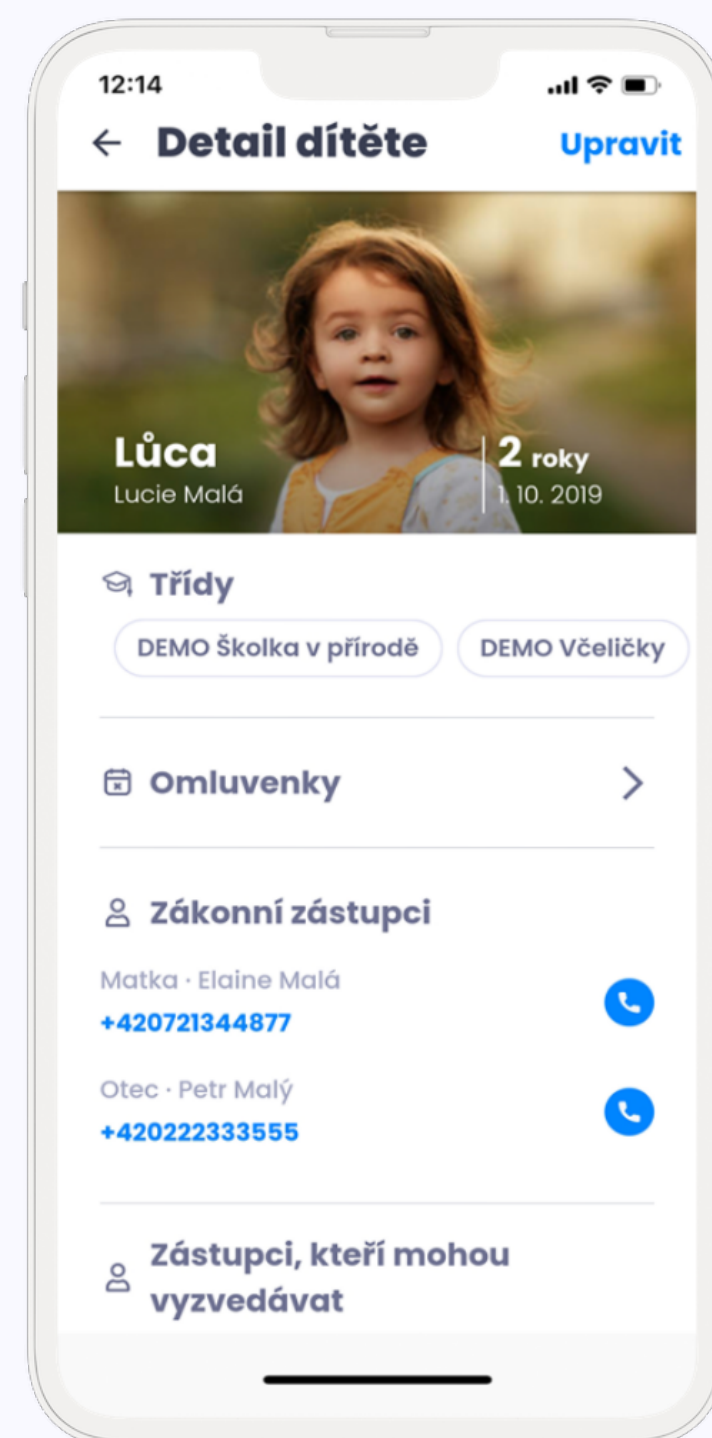 12:14
Detail dítěte
Upravit
Lůca
Lucie Malá
2 roky
1. 10. 2019
Třídy
DEMO Školka v přírodě
DEMO Včeličky
Omluvenky
Zákonní zástupci
Matka · Elaine Malá
+420721344877
Otec · Petr Malý
+420222333555
Zástupci, kteří mohou
vyzvedávat